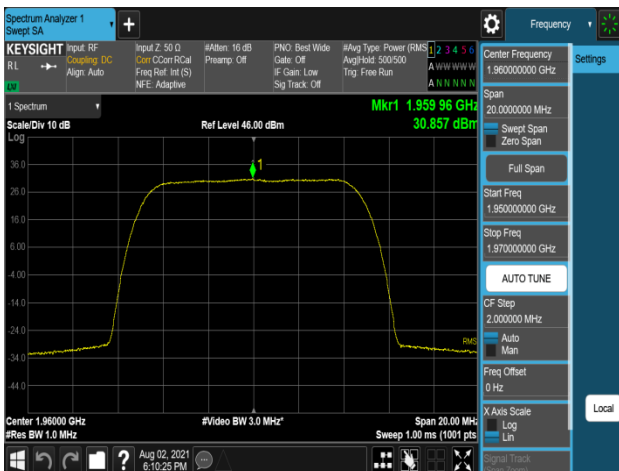 Spectrum Analyzer 1
Swept SA
+
Frequency
KEYSIGHT
RL
LU
Input: RF
Coupling: DC
Align: Auto
Input Z: 50 Ω
Corr CCorr RCal
Freq Ref: Int (S)
NFE: Adaptive
#Atten: 16 dB
Preamp: Off
PNO: Best Wide
Gate: Off
IF Gain: Low
Sig Track: Off
#Avg Type: Power (RMS
Avg|Hold: 500/500
Trig: Free Run
1 2 3 4 5 6
A WW WW W
A N N N N N
1 Spectrum
Scale/Div 10 dB
Log
Ref Level 46.00 dBm
Mkr1 1.959 96 GHz
30.857 dBm
1
36.0
26.0
16.0
6.00
-4.00
-14.0
-24.0
-34.0
-44.0
RMS
Center 1.96000 GHz
#Res BW 1.0 MHz
#Video BW 3.0 MHz*
Span 20.00 MHz
Sweep 1.00 ms (1001 pts
Aug 02, 2021
6:10:25 PM
?
Center Frequency
1.960000000 GHz
Span
20.0000000 MHz
Swept Span
Zero Span
Full Span
Start Freq
1.950000000 GHz
Stop Freq
1.970000000 GHz
AUTO TUNE
CF Step
2.000000 MHz
Auto
Man
Freq Offset
0 Hz
X Axis Scale
Log
Lin
Signal Track
Settings
Local